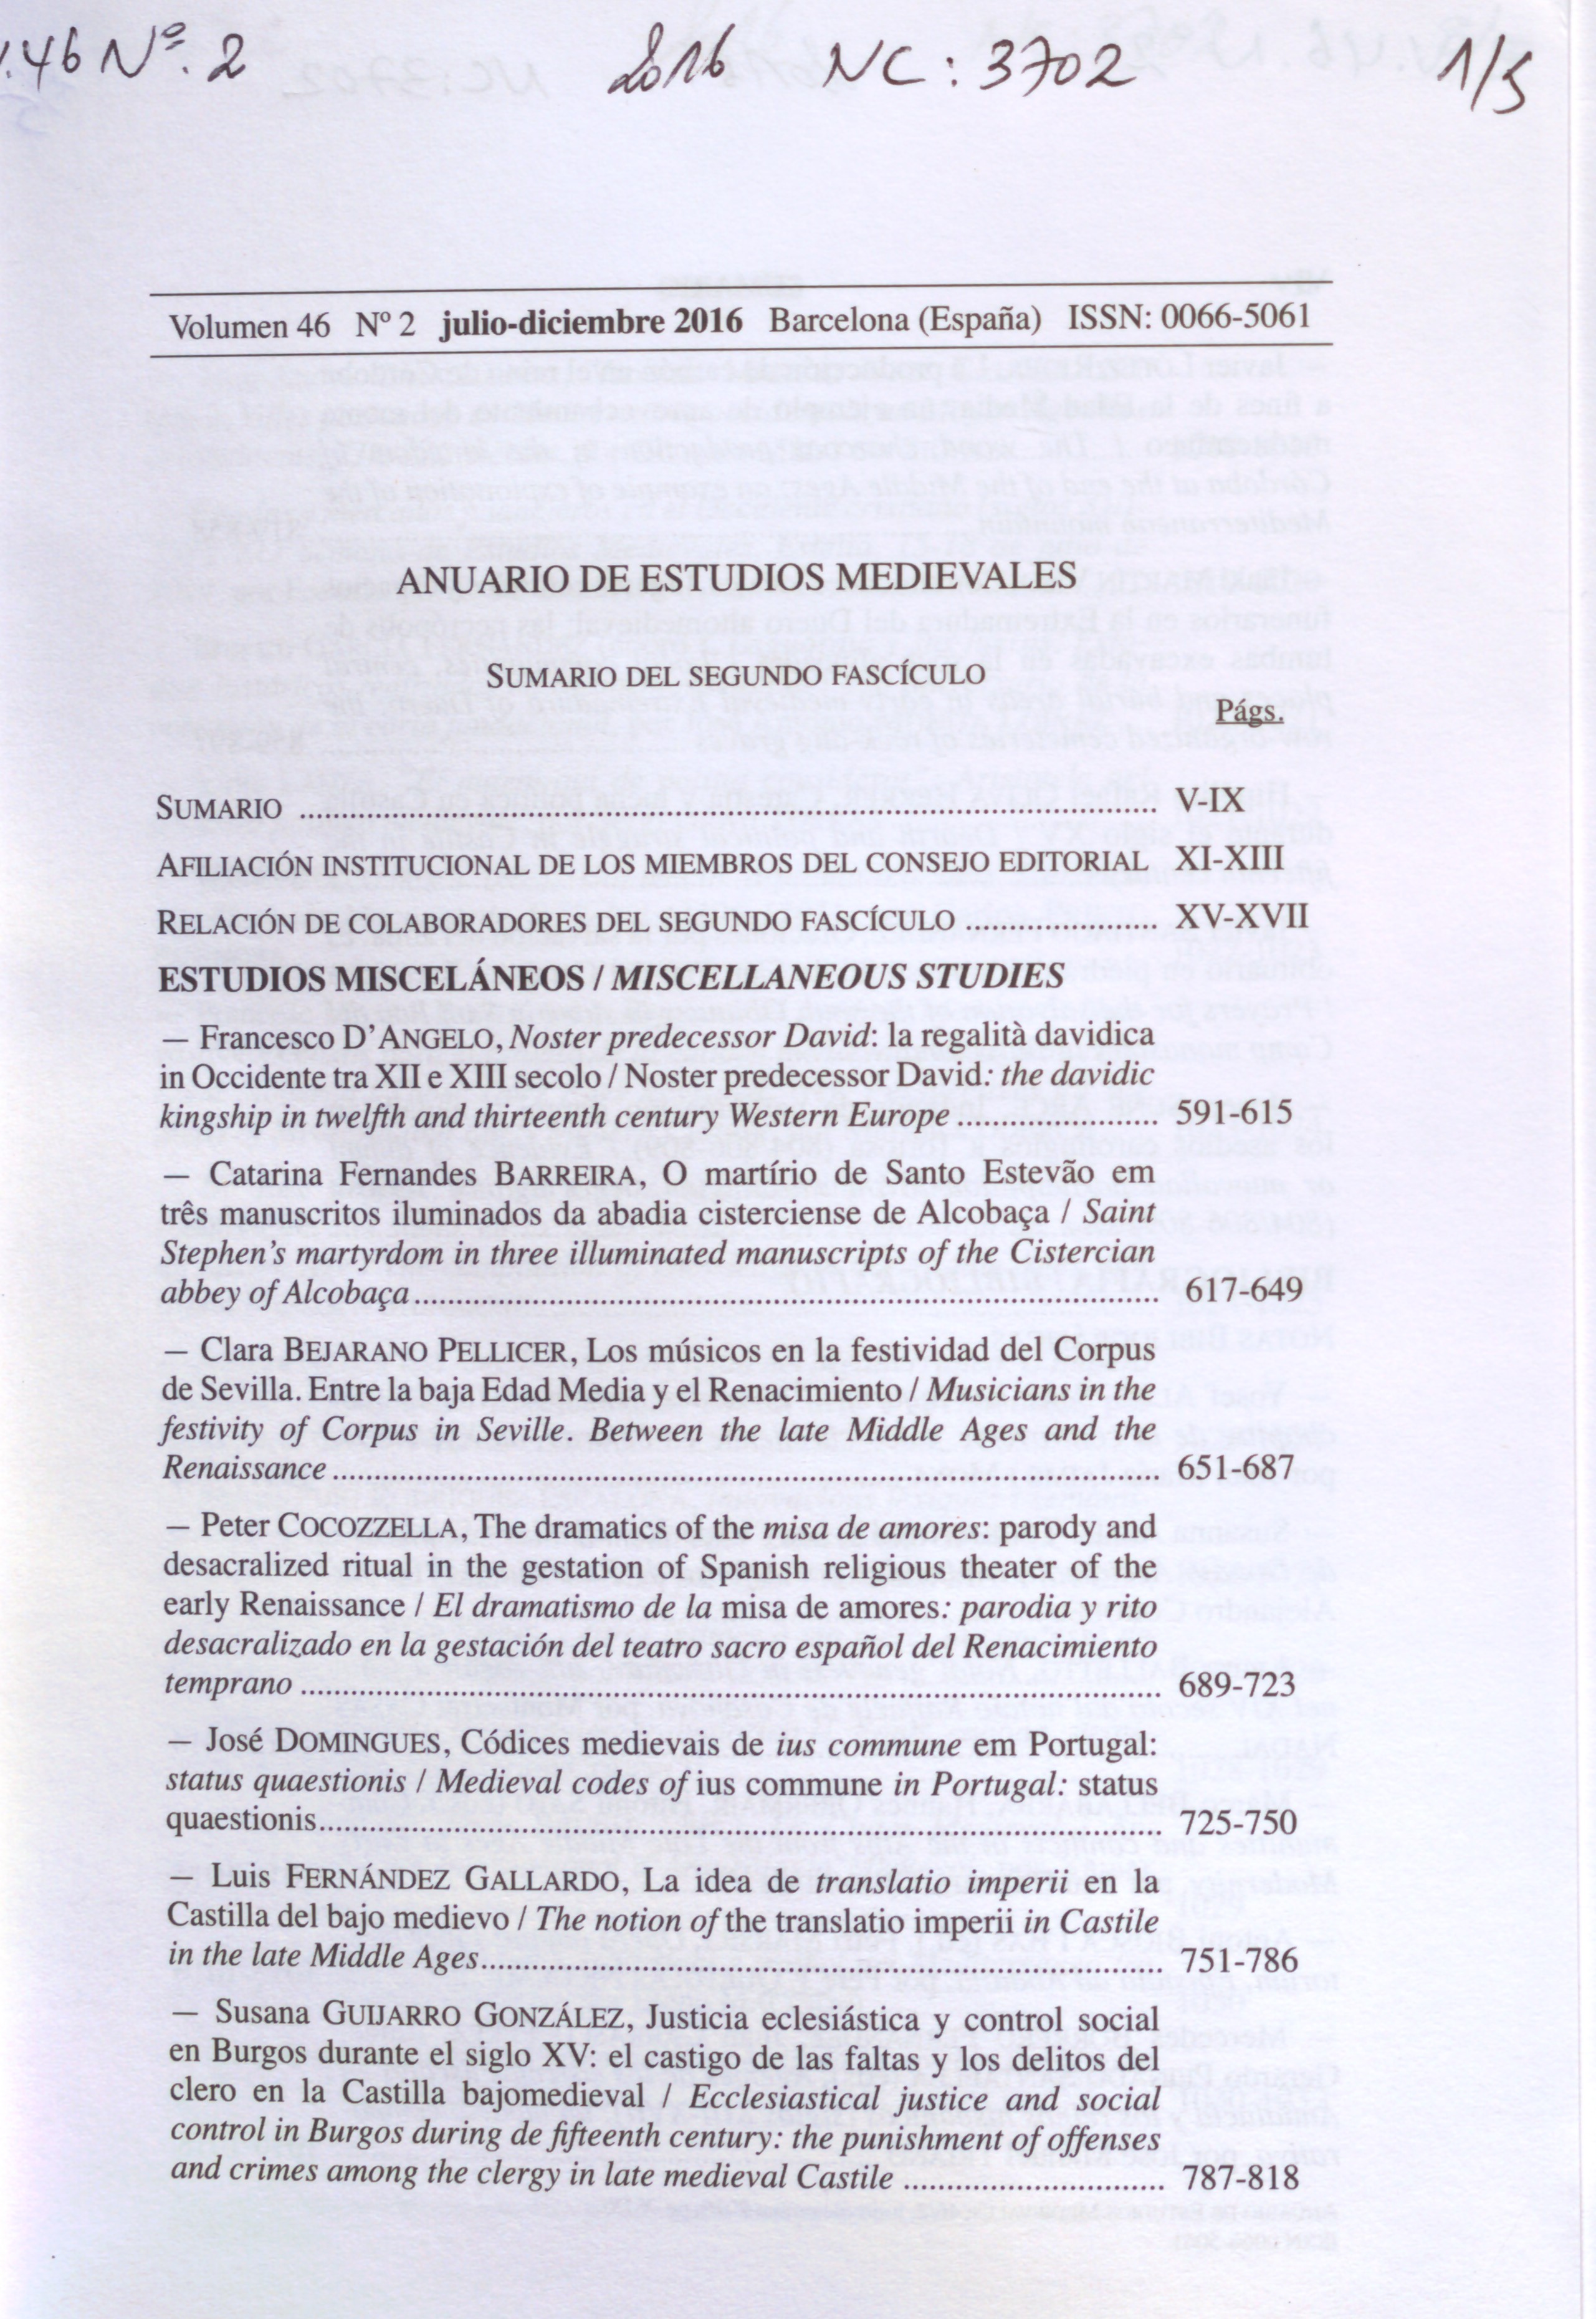 .46 Nº. 2 2016 NC: 3702 1/5
Volumen 46 Nº 2 julio-diciembre 2016 Barcelona (España) ISSN: 0066-5061
ANUARIO DE ESTUDIOS MEDIEVALES
SUMARIO DEL SEGUNDO FASCÍCULO
Págs.
SUMARIO ........................................ V-IX
AFILIACIÓN INSTITUCIONAL DE LOS MIEMBROS DEL CONSEJO EDITORIAL XI-XIII
RELACIÓN DE COLABORADORES DEL SEGUNDO FASCÍCULO ....................... XV-XVII
ESTUDIOS MISCELÁNEOS / MISCELLANEOUS STUDIES
— Francesco D'ANGELO, Noster predecessor David: la regalità davidica
in Occidente tra XII e XIII secolo / Noster predecessor David: the davidic
kingship in twelfth and thirteenth century Western Europe ........................ 591-615
— Catarina Fernandes BARREIRA, O martírio de Santo Estevão em
três manuscritos iluminados da abadia cisterciense de Alcobaça / Saint
Stephen's martyrdom in three illuminated manuscripts of the Cistercian
abbey of Alcobaça ........................................ 617-649
— Clara BEJARANO PELLICER, Los músicos en la festividad del Corpus
de Sevilla. Entre la baja Edad Media y el Renacimiento / Musicians in the
festivity of Corpus in Seville. Between the late Middle Ages and the
Renaissance ........................................ 651-687
— Peter COCOZZELLA, The dramatics of the misa de amores: parody and
desacralized ritual in the gestation of Spanish religious theater of the
early Renaissance / El dramatismo de la misa de amores: parodia y rito
desacralizado en la gestación del teatro sacro español del Renacimiento
temprano ........................................ 689-723
— José DOMINGUES, Códices medievais de ius commune em Portugal:
status quaestionis / Medieval codes of ius commune in Portugal: status
quaestionis ........................................ 725-750
— Luis FERNÁNDEZ GALLARDO, La idea de translatio imperii en la
Castilla del bajo medievo / The notion of the translatio imperii in Castile
in the late Middle Ages ........................................ 751-786
— Susana GUIJARRO GONZÁLEZ, Justicia eclesiástica y control social
en Burgos durante el siglo XV: el castigo de las faltas y los delitos del
clero en la Castilla bajomedieval / Ecclesiastical justice and social
control in Burgos during de fifteenth century: the punishment of offenses
and crimes among the clergy in late medieval Castile ............................... 787-818